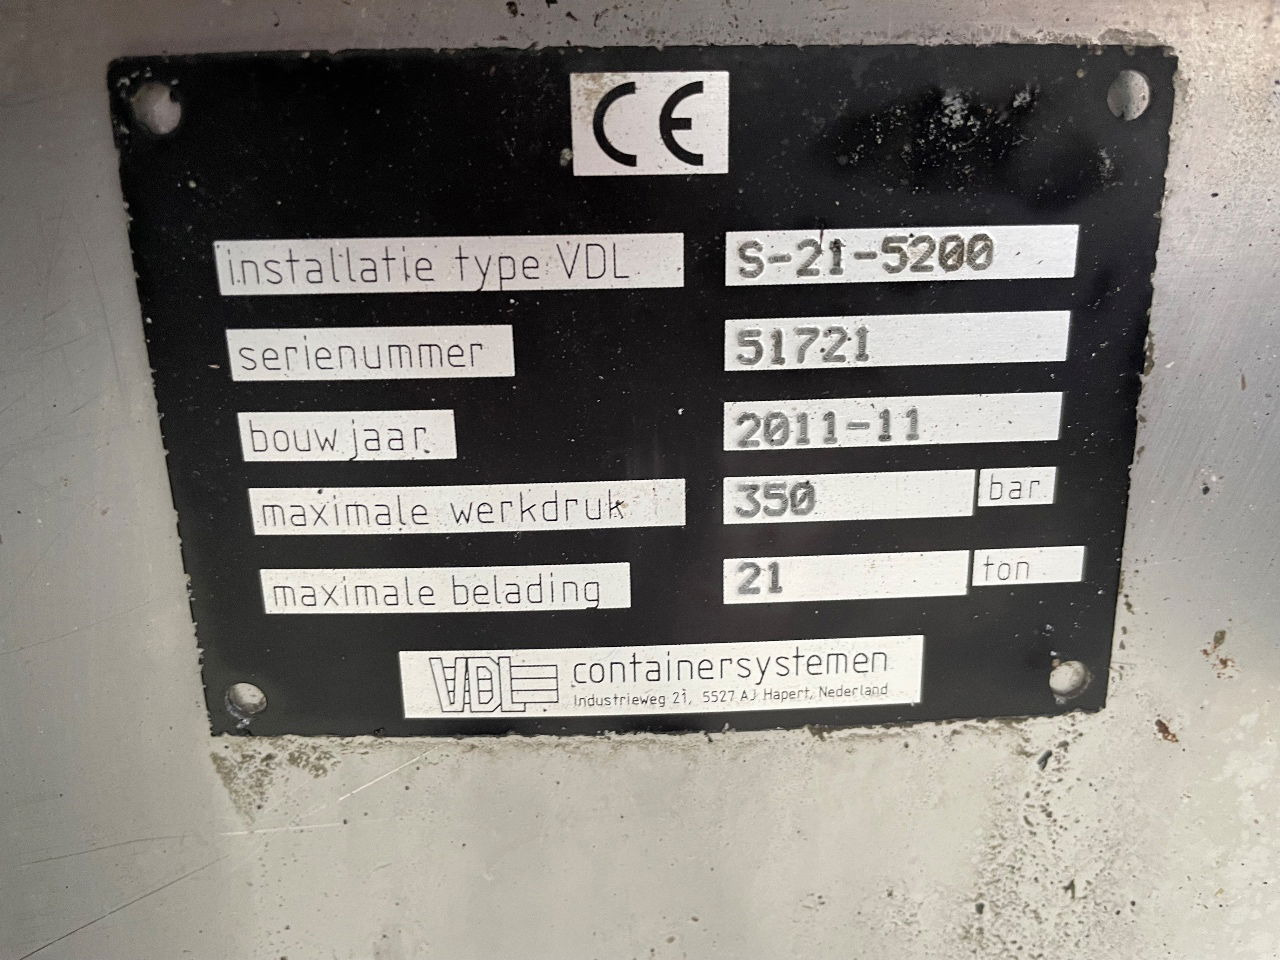 CE
installatie type VDL S-21-5200
serienummer 51721
bouwjaar 2011-11
maximale werkdruk 350 bar
maximale belading 21 ton
VDL containersystemen
Industrieweg 21, 5527 AJ Hapert, Nederland